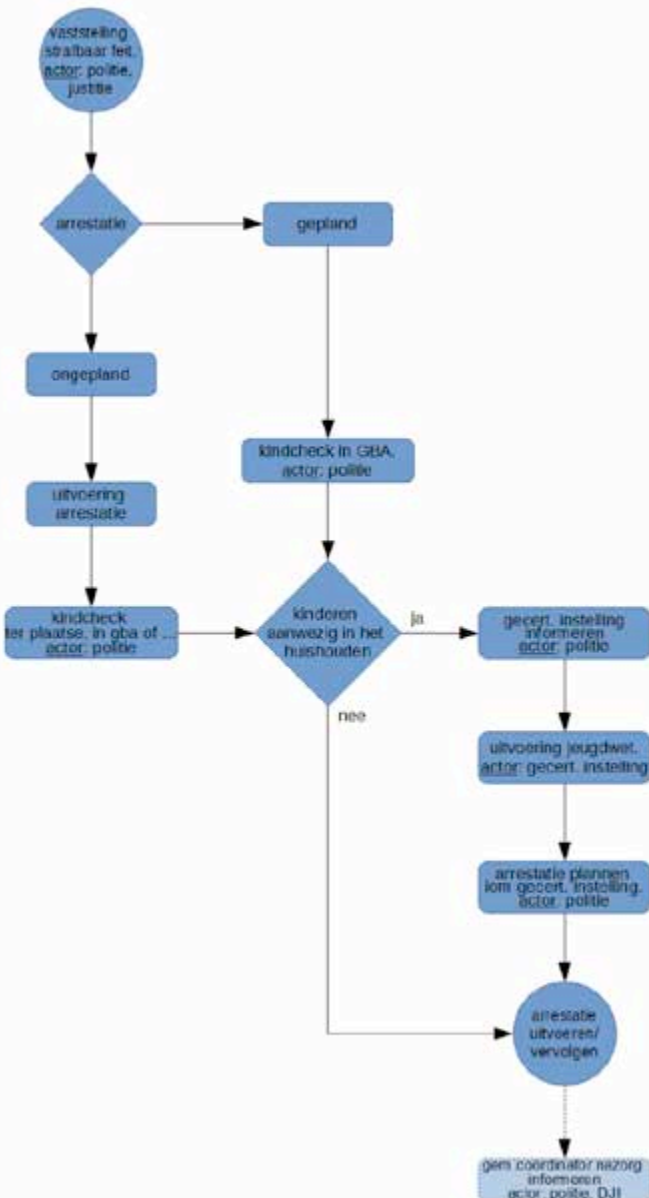 vaststelling
strafbaar feit.
actor: politie,
justitie
arrestatie
gepland
ongepland
kindcheck in GBA.
actor: politie
uitvoering
arrestatie
kindcheck
ter plaatse, in gba of ...
actor: politie
kinderen
aanwezig in het
huishouden
ja
nee
gecert. instelling
informeren
actor: politie
uitvoering jeugdwet.
actor: gecert. instelling
arrestatie plannen
iom gecert. instelling.
actor: politie
arrestatie
uitvoeren/
vervolgen
gem coordinator nazorg
informeren
actor: politie, DJI